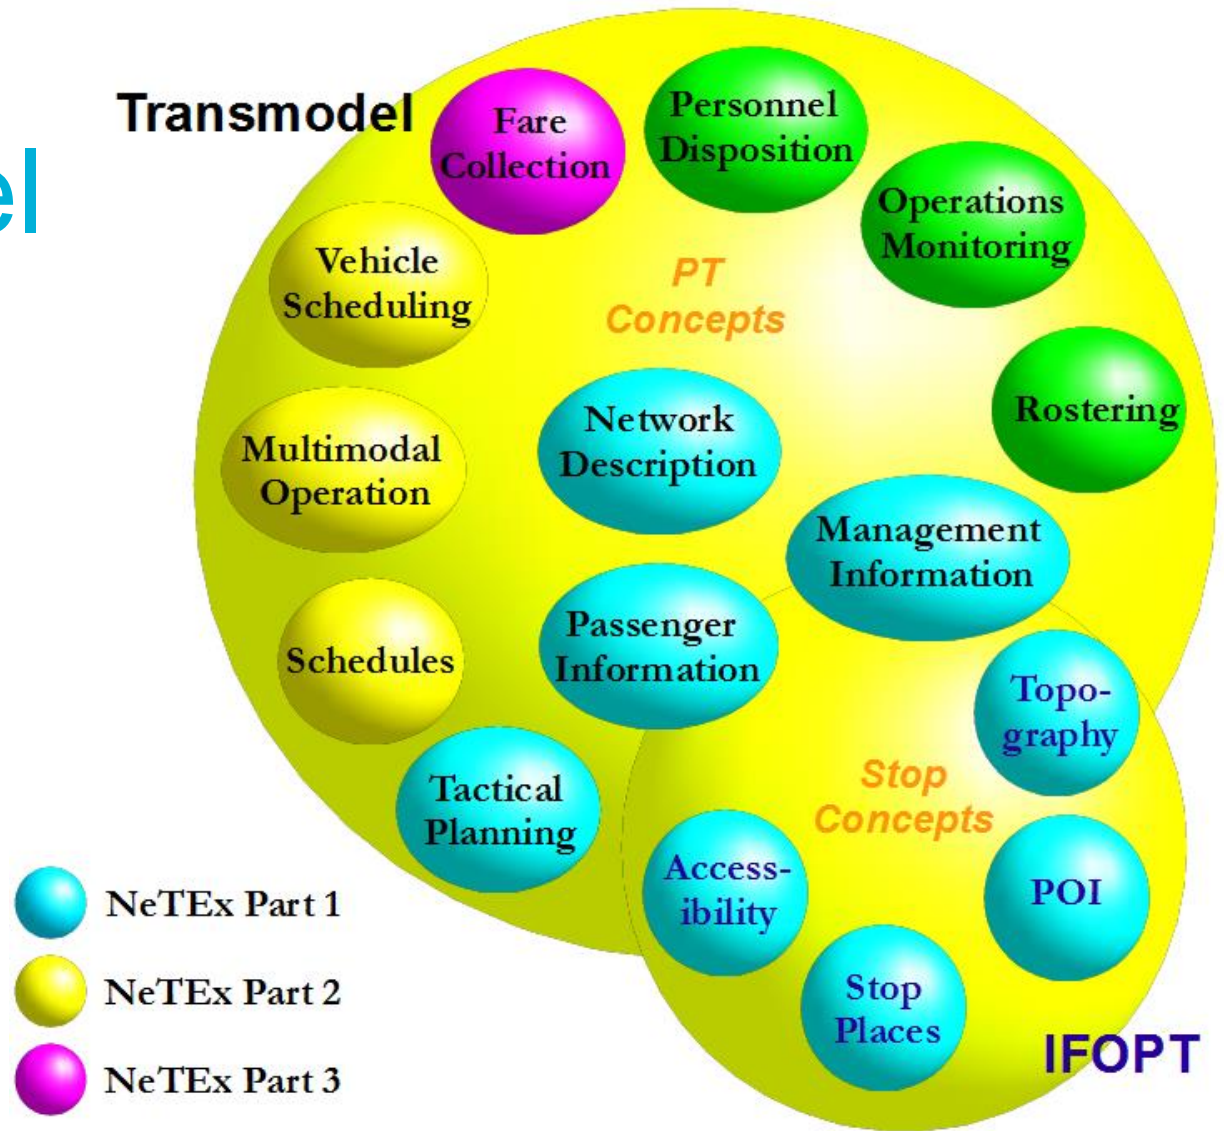 Transmodel
el
Fare
Collection
Personnel
Disposition
Operations
Monitoring
Vehicle
Scheduling
PT
Concepts
Rostering
Multimodal
Operation
Network
Description
Management
Information
Schedules
Passenger
Information
Topo-
graphy
Tactical
Planning
Stop
Concepts
Access-
ibility
POI
Stop
Places
IFOPT
NeTEx Part 1
NeTEx Part 2
NeTEx Part 3